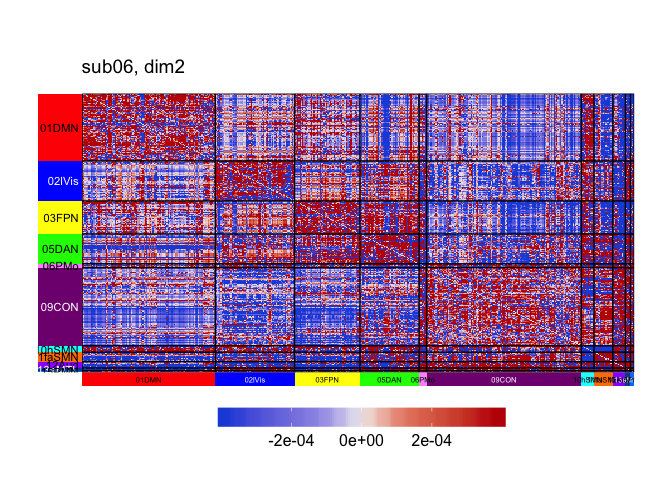 sub06, dim2
01DMN
02lVis
03FPN
05DAN
06PMo
09CON
01DMN
02lVis
03FPN
05DAN
06PMo
09CON
-2e-04
0e+00
2e-04